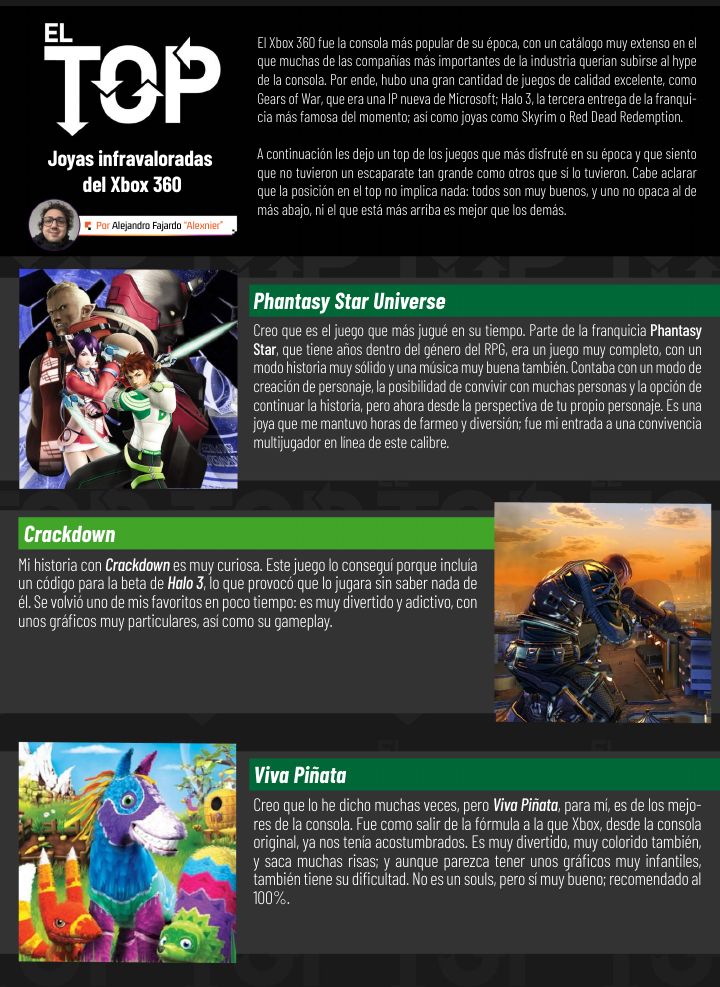 EL
TOP
Joyas infravaloradas
del Xbox 360
Por Alejandro Fajardo "Alexnier"
El Xbox 360 fue la consola más popular de su época, con un catálogo muy extenso en el
que muchas de las compañías más importantes de la industria querían subirse al hype
de la consola. Por ende, hubo una gran cantidad de juegos de calidad excelente, como
Gears of War, que era una IP nueva de Microsoft; Halo 3, la tercera entrega de la franqui-
cia más famosa del momento; así como joyas como Skyrim o Red Dead Redemption.
A continuación les dejo un top de los juegos que más disfruté en su época y que siento
que no tuvieron un escaparate tan grande como otros que sí lo tuvieron. Cabe aclarar
que la posición en el top no implica nada: todos son muy buenos, y uno no opaca al de
más abajo, ni el que está más arriba es mejor que los demás.
Phantasy Star Universe
Creo que es el juego que más jugué en su tiempo. Parte de la franquicia Phantasy
Star, que tiene años dentro del género del RPG, era un juego muy completo, con un
modo historia muy sólido y una música muy buena también. Contaba con un modo de
creación de personaje, la posibilidad de convivir con muchas personas y la opción de
continuar la historia, pero ahora desde la perspectiva de tu propio personaje. Es una
joya que me mantuvo horas de farmeo y diversión; fue mi entrada a una convivencia
multijugador en línea de este calibre.
Crackdown
Mi historia con Crackdown es muy curiosa. Este juego lo conseguí porque incluía
un código para la beta de Halo 3, lo que provocó que lo jugara sin saber nada de
él. Se volvió uno de mis favoritos en poco tiempo: es muy divertido y adictivo, con
unos gráficos muy particulares, así como su gameplay.
Viva Piñata
Creo que lo he dicho muchas veces, pero Viva Piñata, para mí, es de los mejo-
res de la consola. Fue como salir de la fórmula a la que Xbox, desde la consola
original, ya nos tenía acostumbrados. Es muy divertido, muy colorido también,
y saca muchas risas; y aunque parezca tener unos gráficos muy infantiles,
también tiene su dificultad. No es un souls, pero sí muy bueno; recomendado al
100%.